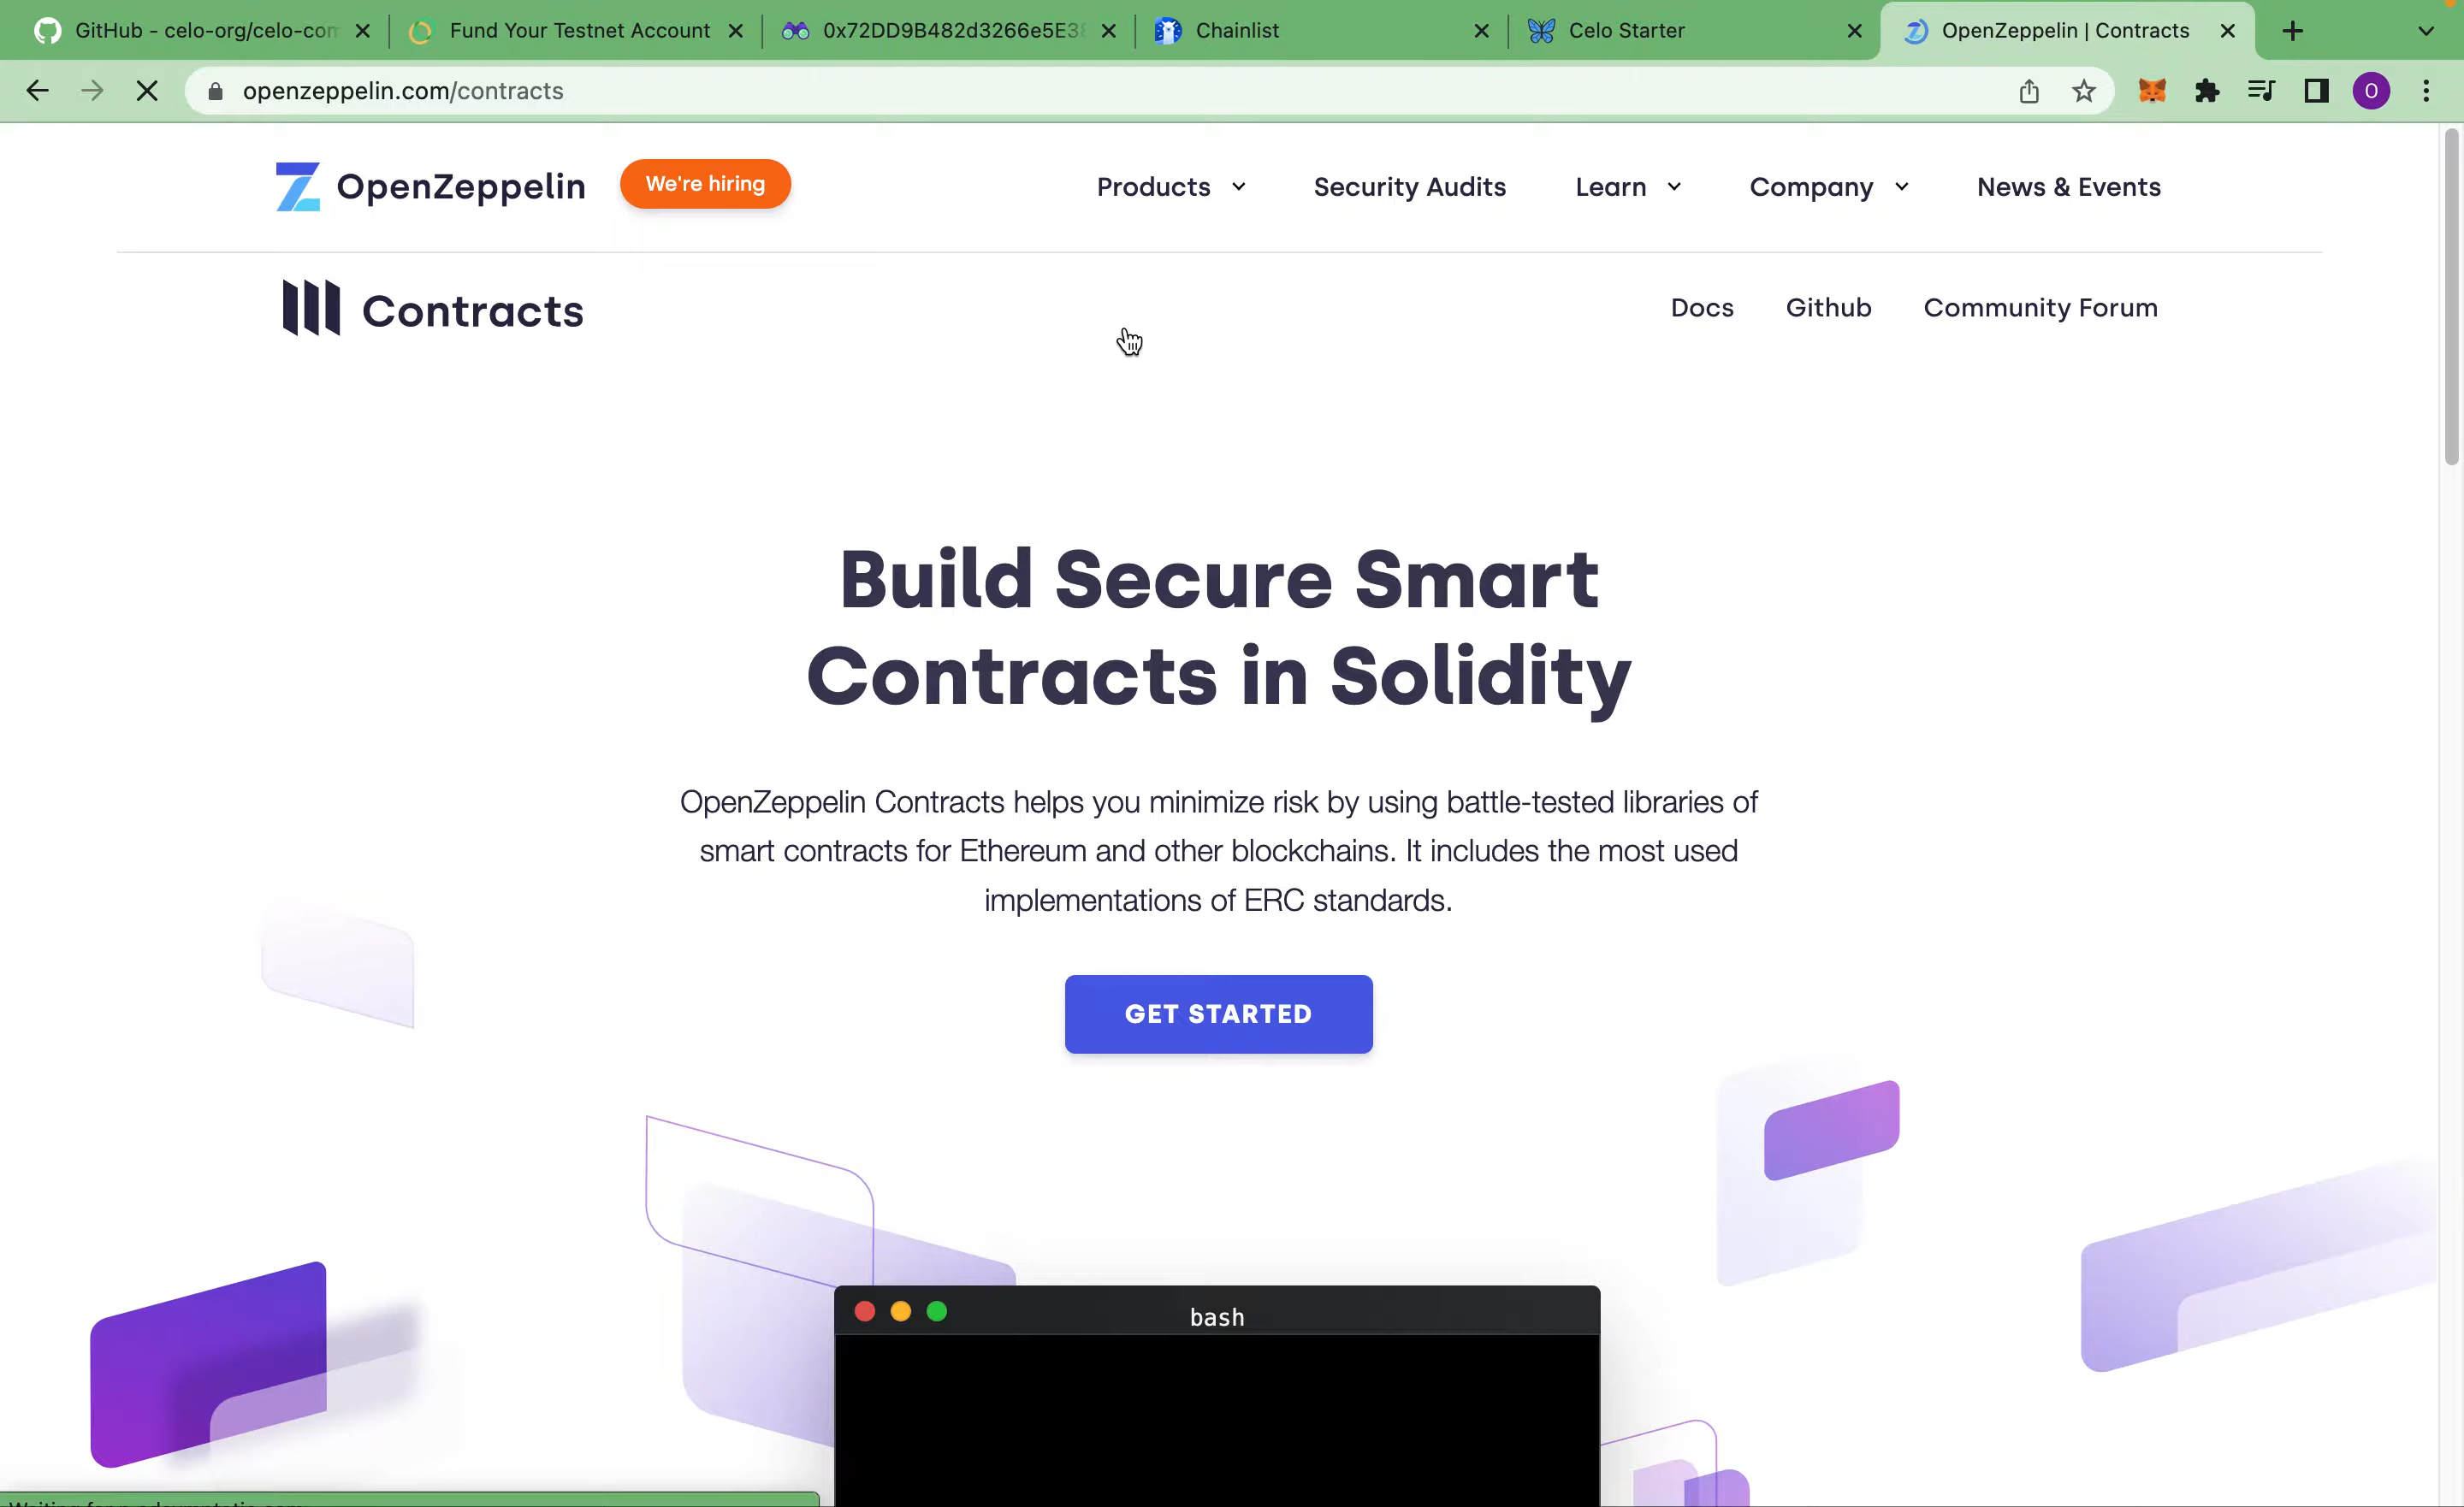 GitHub - celo-org/celo-con
Fund Your Testnet Account
0x72DD9B482d3266e5E38
Chainlist
Celo Starter
OpenZeppelin | Contracts
openzeppelin.com/contracts
O
OpenZeppelin
We're hiring
Products
Security Audits
Learn
Company
News & Events
Contracts
Docs
Github
Community Forum
Build Secure Smart
Contracts in Solidity
OpenZeppelin Contracts helps you minimize risk by using battle-tested libraries of
smart contracts for Ethereum and other blockchains. It includes the most used
implementations of ERC standards.
GET STARTED
bash